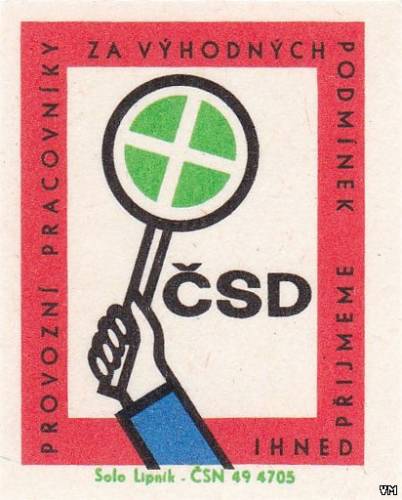 PROVOZNÍ PRACOVNÍKY
ZA VÝHODNÝCH
PODMÍNEK
PŘIJMEME
IHNED
ČSD
Solo Lipník - ČSN 49 4705
VM